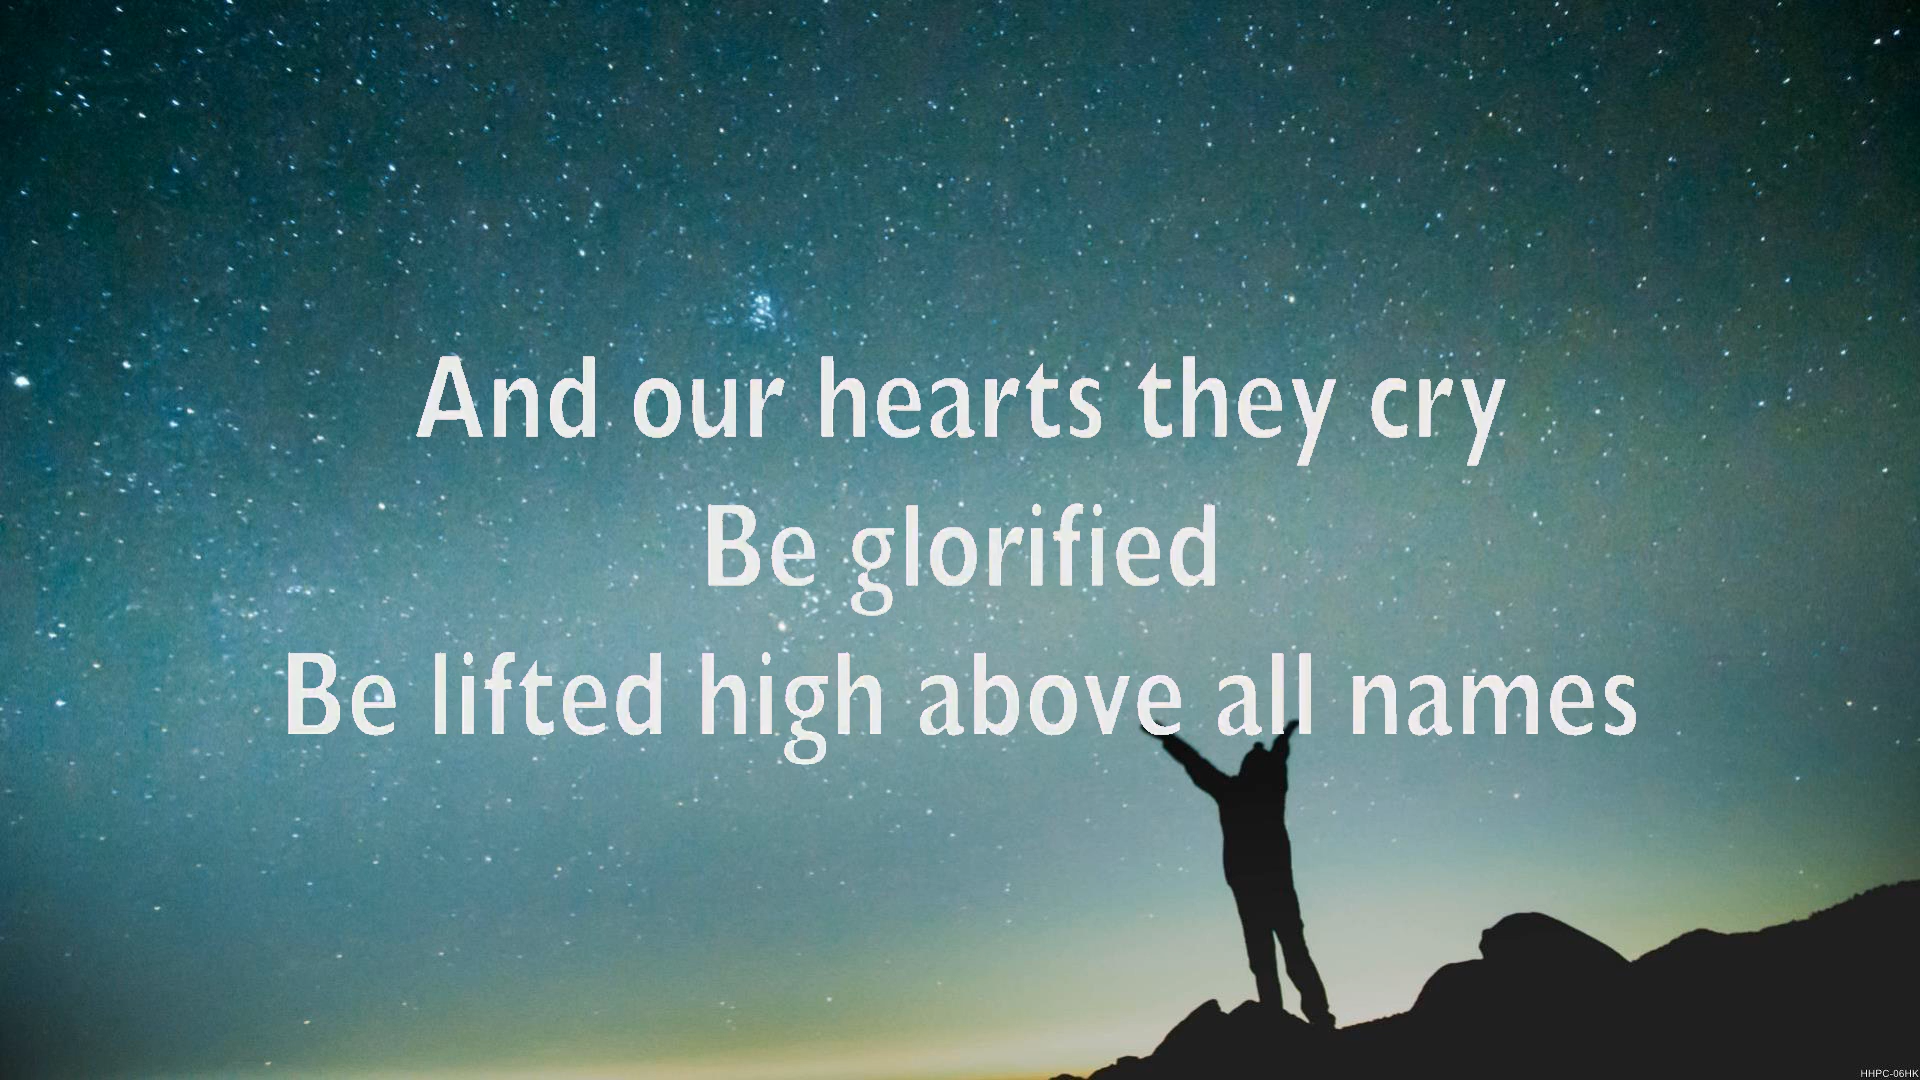 And our hearts they cry
Be glorified
Be lifted high above all names
HHPC-06HK